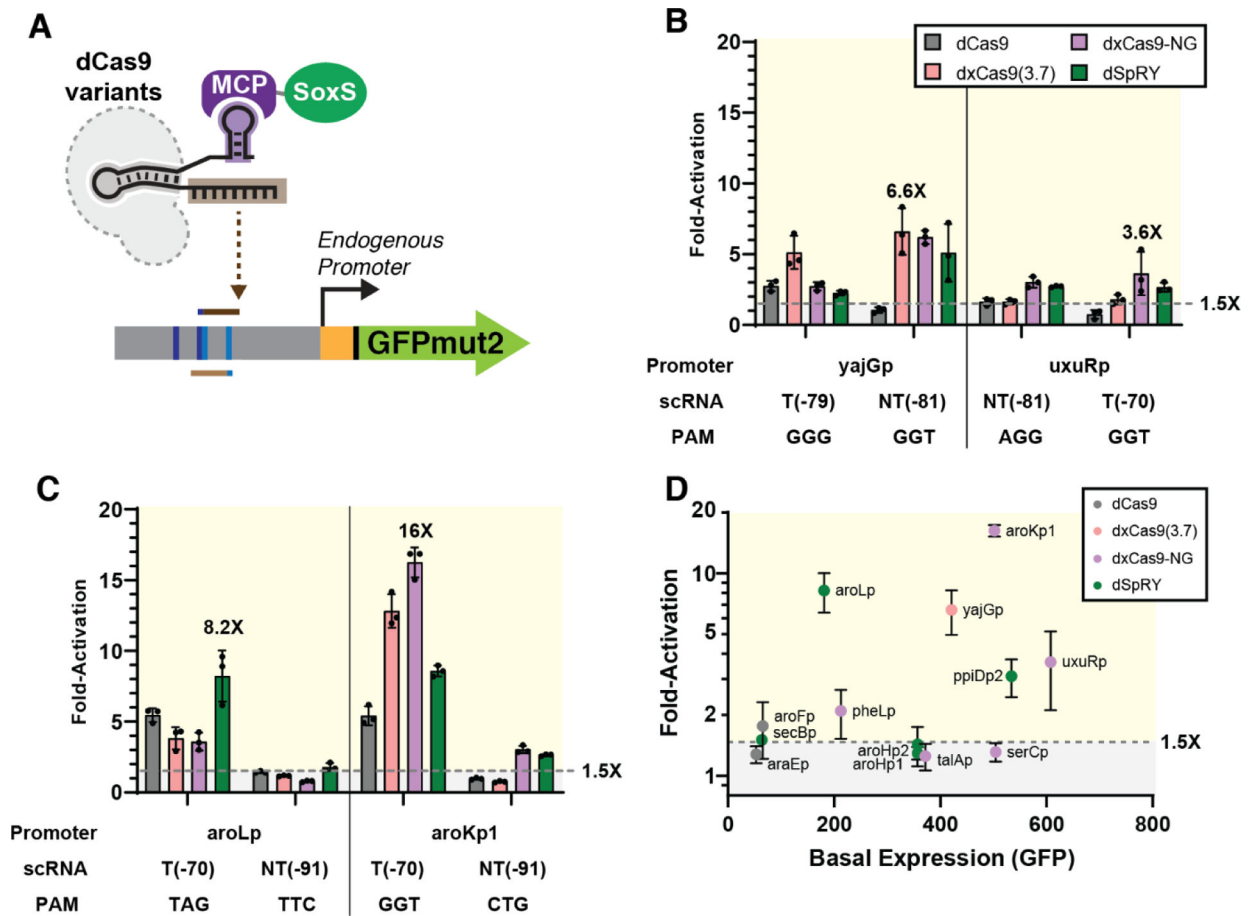 A
dCas9
variants
MCP
SoxS
Endogenous
Promoter
GFPmut2
B
Fold-Activation
20
15
10
5
0
dCas9
dxCas9-NG
dxCas9(3.7)
dSpRY
6.6X
3.6X
1.5X
Promoter yajGp uxuRp
scRNA T(-79) NT(-81) NT(-81) T(-70)
PAM GGG GGT AGG GGT
C
Fold-Activation
20
15
10
5
0
8.2X
16X
1.5X
Promoter aroLp aroKp1
scRNA T(-70) NT(-91) T(-70) NT(-91)
PAM TAG TTC GGT CTG
D
Fold-Activation
20
10
5
2
1
dCas9
dxCas9(3.7)
dxCas9-NG
dSpRY
aroKp1
aroLp
yajGp
uxuRp
ppiDp2
pheLp
aroFp
secBp
araEp
aroHp2
aroHp1
talAp
serCp
1.5X
0 200 400 600 800
Basal Expression (GFP)